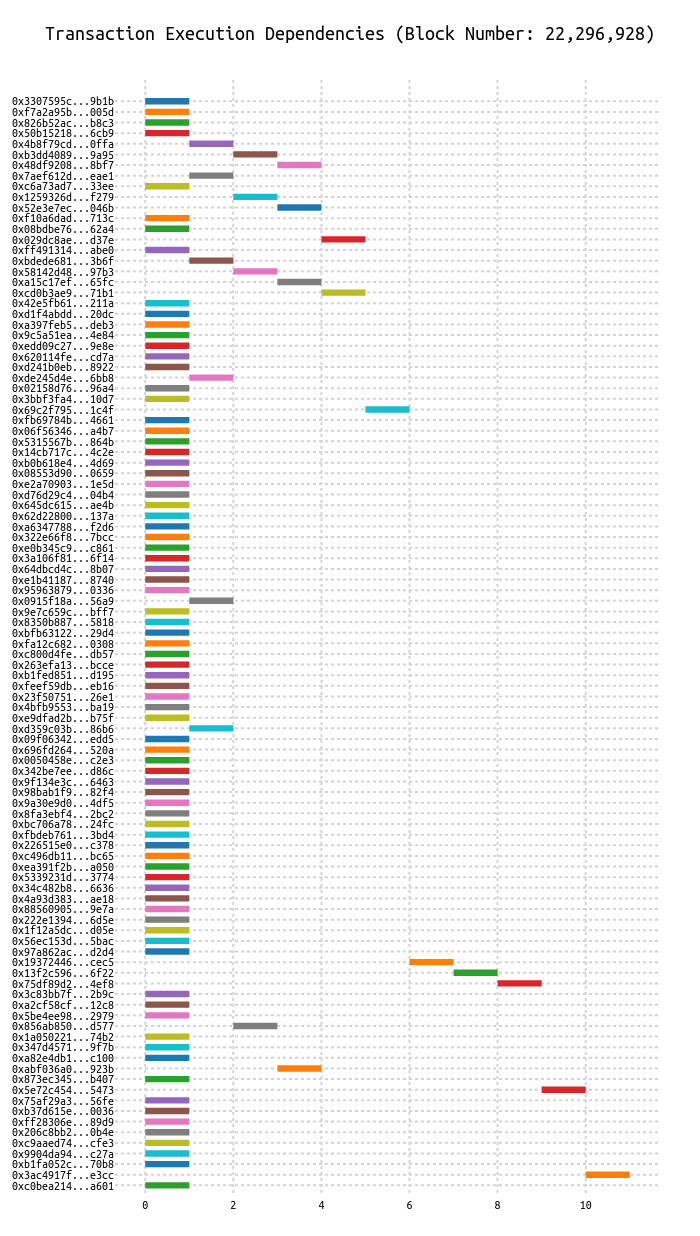 Transaction Execution Dependencies (Block Number: 22,296,928)
0x3307595c...9b1b
0xf7a2a95b...005d
0x826b52ac...b8c3
0x50b15218...6cb9
0x4b8f79cd...0ffa
0xb3dd4089...9a95
0x48df9208...8bf7
0x7aef612d...eae1
0xc6a73ad7...33ee
0x1259326d...f279
0x52e3e7ec...046b
0xf10a6dad...713c
0x08bdbe76...62a4
0x029dc8ae...d37e
0xff491314...abe0
0xbdede681...3b6f
0x58142d48...97b3
0xa15c17ef...65fc
0xcd0b3ae9...71b1
0x42e5fb61...211a
0xd1f4abdd...20dc
0xa397feb5...deb3
0x9c5a51ea...4e84
0xedd09c27...9e8e
0x620114fe...cd7a
0xd241b0eb...8922
0xde245d4e...6bb8
0x02158d76...96a4
0x3bbf3fa4...10d7
0x69c2f795...1c4f
0xfb69784b...4661
0x06f56346...a4b7
0x5315567b...864b
0x14cb717c...4c2e
0xb0b618e4...4d69
0x08553d90...0659
0xe2a70903...1e5d
0xd76d29c4...04b4
0x645dc615...ae4b
0x62d22800...137a
0xa6347788...f2d6
0x322e66f8...7bcc
0xe0b345c9...c861
0x3a106f81...6f14
0x64dbcd4c...8b07
0xe1b41187...8740
0x95963879...0336
0x0915f18a...56a9
0x9e7c659c...bff7
0x8350b887...5818
0xbfb63122...29d4
0xfa12c682...0308
0xc800d4fe...db57
0x263efa13...bcce
0xb1fed851...d195
0xfeef59db...eb16
0x23f50751...26e1
0x4bfb9553...ba19
0xe9dfad2b...b75f
0xd359c03b...86b6
0x09f06342...edd5
0x696fd264...520a
0x0050458e...c2e3
0x342be7ee...d86c
0x9f134e3c...6463
0x98bab1f9...82f4
0x9a30e9d0...4df5
0x8fa3ebf4...2bc2
0xbc706a78...24fc
0xfbdeb761...3bd4
0x226515e0...c378
0xc496db11...bc65
0xea391f2b...a050
0x5339231d...3774
0x34c482b8...6636
0x4a93d383...ae18
0x88560905...9e7a
0x222e1394...6d5e
0x1f12a5dc...d05e
0x56ec153d...5bac
0x97a862ac...d2d4
0x19372446...cec5
0x13f2c596...6f22
0x75df89d2...4ef8
0x3c83bb7f...2b9c
0xa2cf58cf...12c8
0x5be4ee98...2979
0x856ab850...d577
0x1a050221...74b2
0x347d4571...9f7b
0xa82e4db1...c100
0xabf036a0...923b
0x873ec345...b407
0x5e72c454...5473
0x75af29a3...56fe
0xb37d615e...0036
0xff28306e...89d9
0x206c8bb2...0b4e
0xc9aaed74...cfe3
0x9904da94...c27a
0xb1fa052c...70b8
0x3ac4917f...e3cc
0xc0bea214...a601
0 2 4 6 8 10